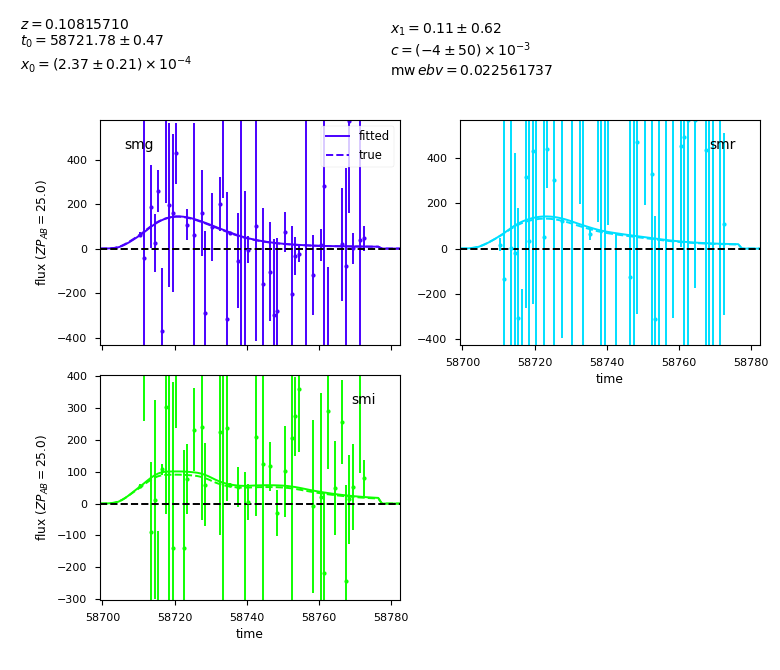 z = 0.10815710
t₀ = 58721.78 ± 0.47
x₀ = (2.37 ± 0.21) × 10⁻⁴
x₁ = 0.11 ± 0.62
c = (−4 ± 50) × 10⁻³
mw ebv = 0.022561737
smg
fitted
true
400
200
0
−200
−400
flux (ZP_AB = 25.0)
smr
400
200
0
−200
−400
58700 58720 58740 58760 58780
time
smi
400
300
200
100
0
−100
−200
−300
flux (ZP_AB = 25.0)
58700 58720 58740 58760 58780
time